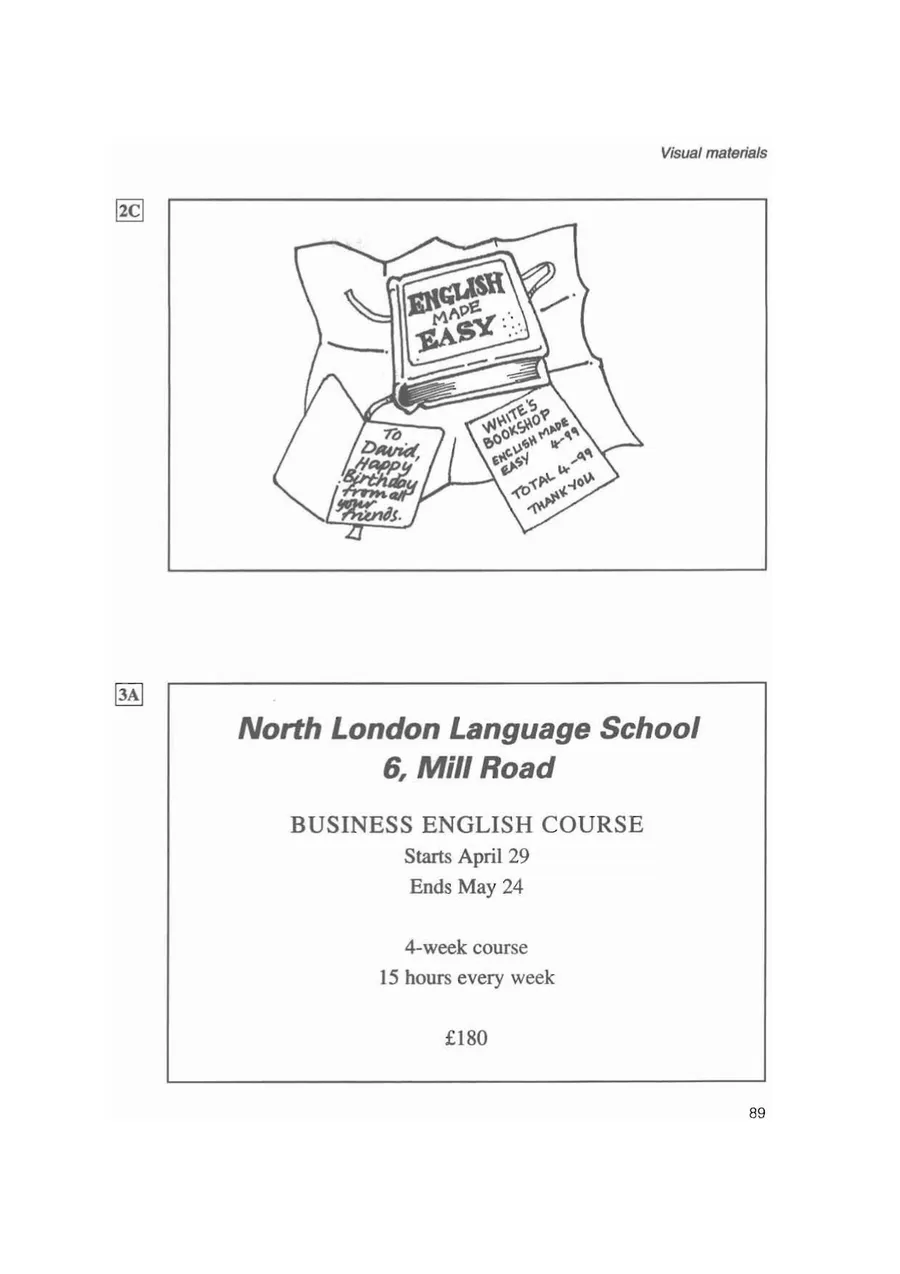 Visual materials
2C
ENGLISH
MADE
EASY
To
David,
Happy
Birthday
from all
your
friends.
WHITE'S
BOOKSHOP
ENGLISH MADE
EASY 4-99
TOTAL 4-99
THANK YOU
3A
North London Language School
6, Mill Road
BUSINESS ENGLISH COURSE
Starts April 29
Ends May 24
4-week course
15 hours every week
£180
89